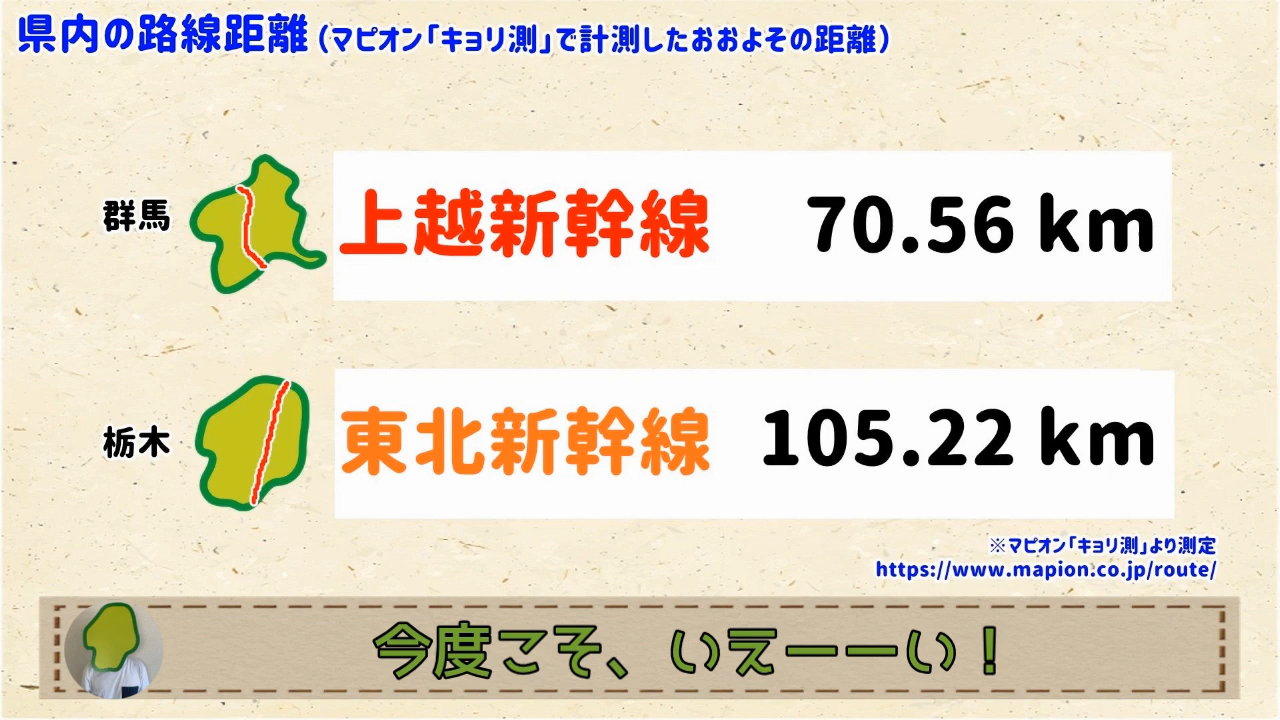 県内の路線距離（マピオン「キョリ測」で計測したおおよその距離）
群馬 上越新幹線 70.56 km
栃木 東北新幹線 105.22 km
※マピオン「キョリ測」より測定
https://www.mapion.co.jp/route/
今度こそ、いえーーい！